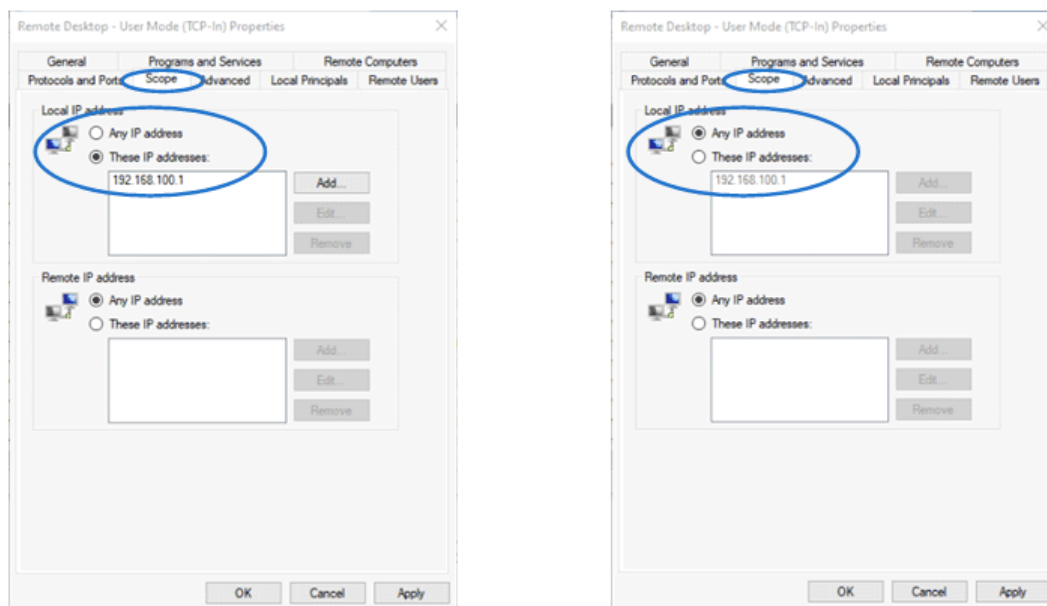 Remote Desktop - User Mode (TCP-In) Properties
General Programs and Services Remote Computers
Protocols and Ports Scope Advanced Local Principals Remote Users
Local IP address
Any IP address
These IP addresses:
192.168.100.1
Add...
Edit...
Remove
Remote IP address
Any IP address
These IP addresses:
Add...
Edit...
Remove
OK Cancel Apply
Remote Desktop - User Mode (TCP-In) Properties
General Programs and Services Remote Computers
Protocols and Ports Scope Advanced Local Principals Remote Users
Local IP address
Any IP address
These IP addresses:
192.168.100.1
Add...
Edit...
Remove
Remote IP address
Any IP address
These IP addresses:
Add...
Edit...
Remove
OK Cancel Apply